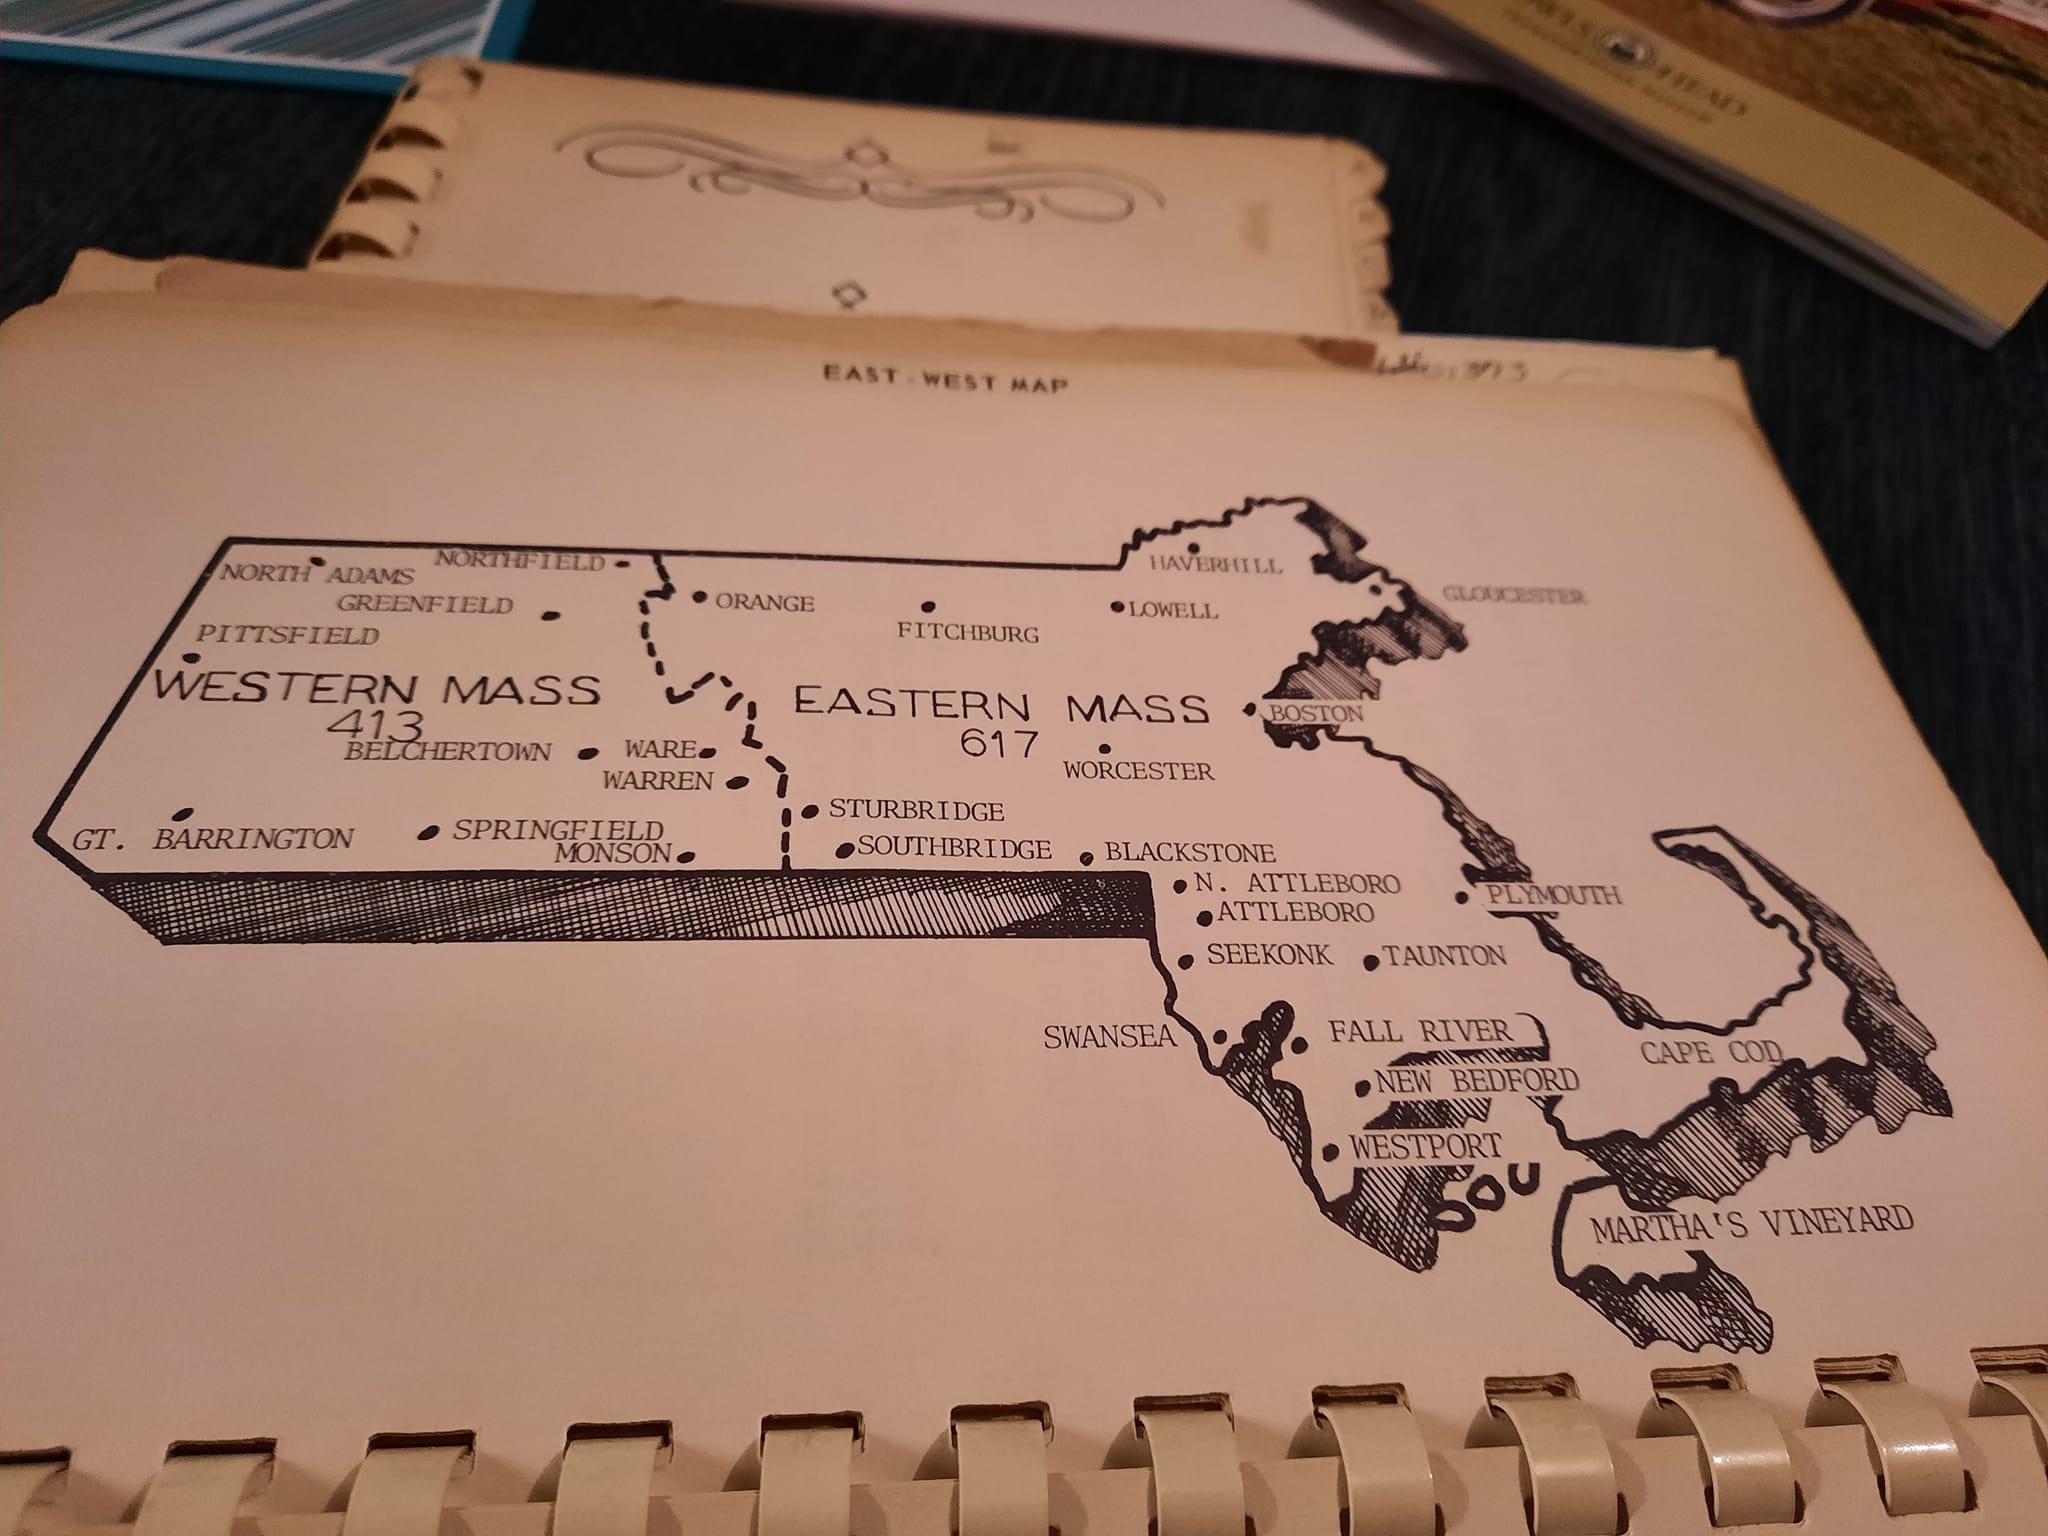 HEAD
EAST-WEST MAP
NORTH ADAMS
NORTHFIELD
GREENFIELD
PITTSFIELD
WESTERN MASS
413
BELCHERTOWN
WARE
WARREN
GT. BARRINGTON
SPRINGFIELD
MONSON
ORANGE
FITCHBURG
LOWELL
HAVERHILL
GLOUCESTER
EASTERN MASS
617
BOSTON
WORCESTER
STURBRIDGE
SOUTHBRIDGE
BLACKSTONE
N. ATTLEBORO
ATTLEBORO
PLYMOUTH
SEEKONK
TAUNTON
SWANSEA
FALL RIVER
CAPE COD
NEW BEDFORD
WESTPORT
MARTHA'S VINEYARD